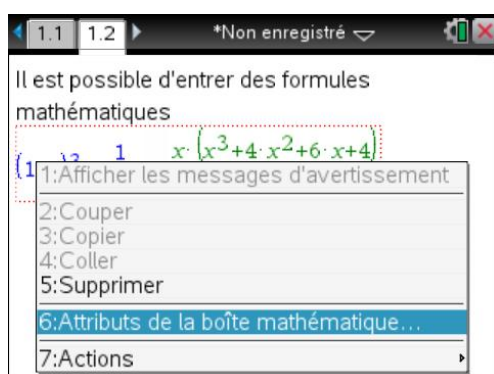 1.1 1.2 *Non enregistré
Il est possible d'entrer des formules
mathématiques
1 x· (x³+4·x²+6·x+4)
(1
1:Afficher les messages d'avertissement
2:Couper
3:Copier
4:Coller
5:Supprimer
6:Attributs de la boîte mathématique...
7:Actions